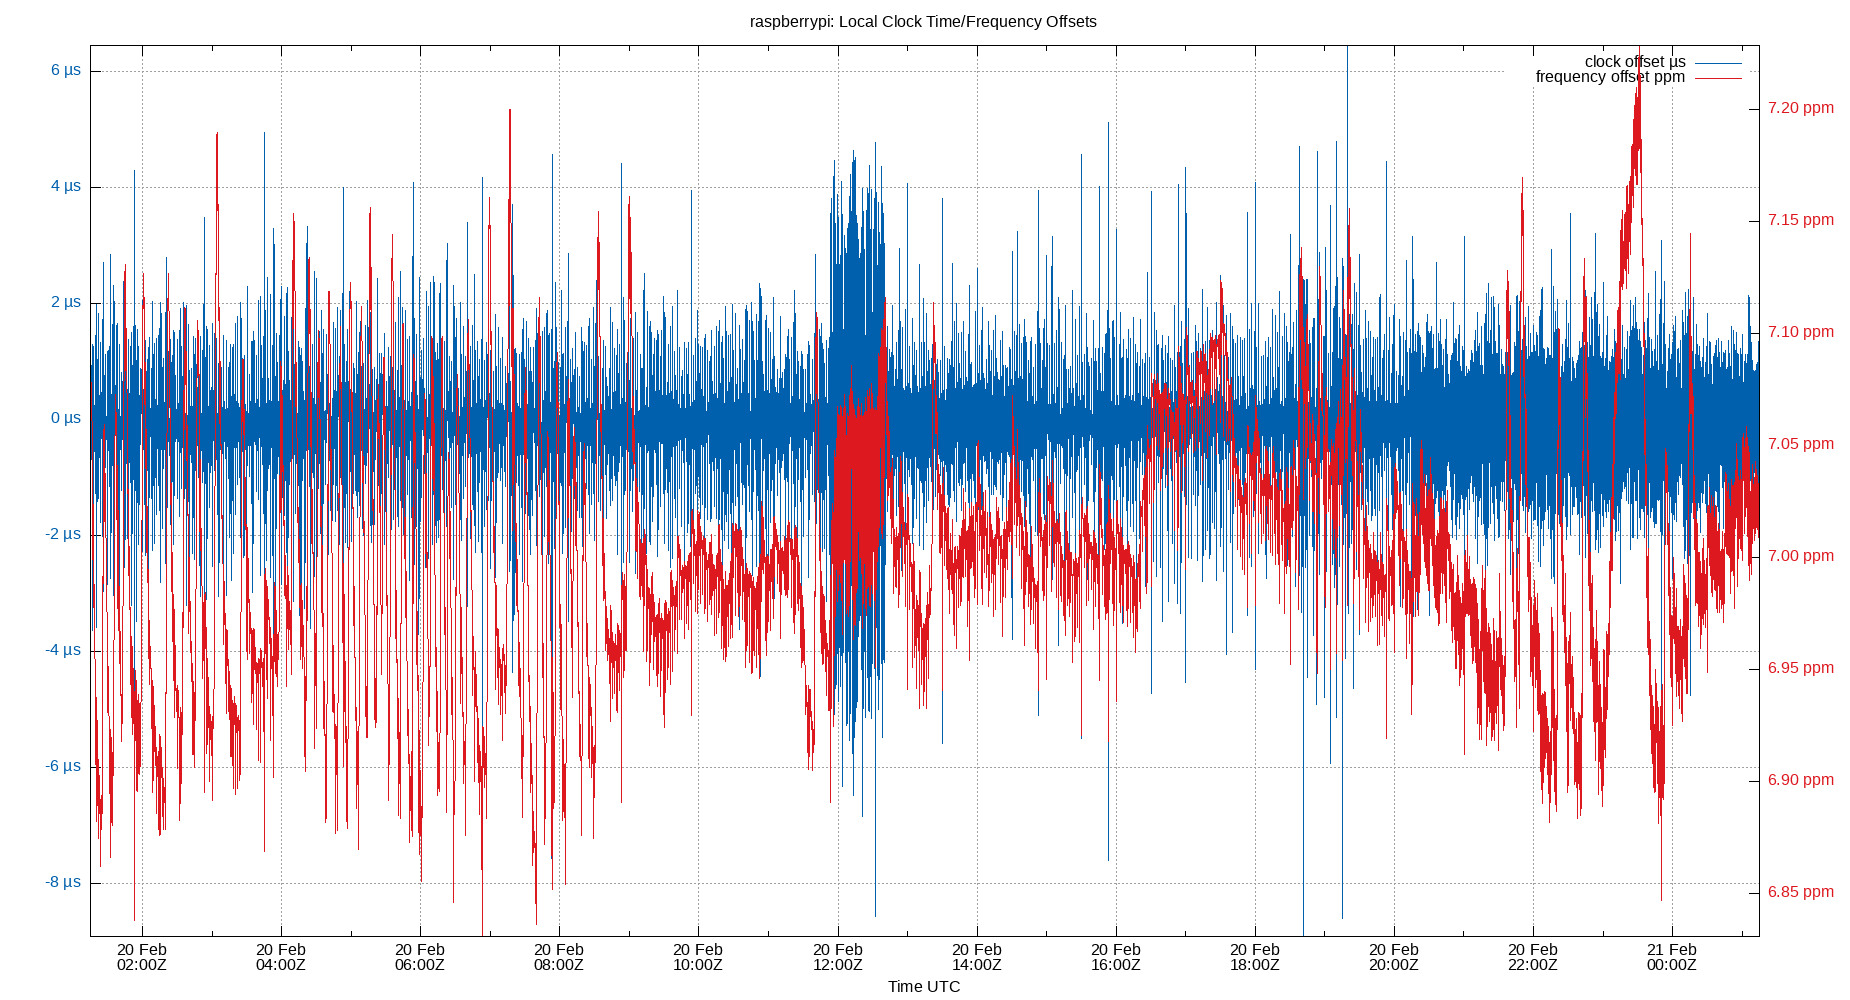 raspberrypi: Local Clock Time/Frequency Offsets
clock offset µs
frequency offset ppm
6 µs
4 µs
2 µs
0 µs
-2 µs
-4 µs
-6 µs
-8 µs
7.20 ppm
7.15 ppm
7.10 ppm
7.05 ppm
7.00 ppm
6.95 ppm
6.90 ppm
6.85 ppm
20 Feb 20 Feb 20 Feb 20 Feb 20 Feb 20 Feb 20 Feb 20 Feb 20 Feb 20 Feb 20 Feb 21 Feb
02:00Z 04:00Z 06:00Z 08:00Z 10:00Z 12:00Z 14:00Z 16:00Z 18:00Z 20:00Z 22:00Z 00:00Z
Time UTC